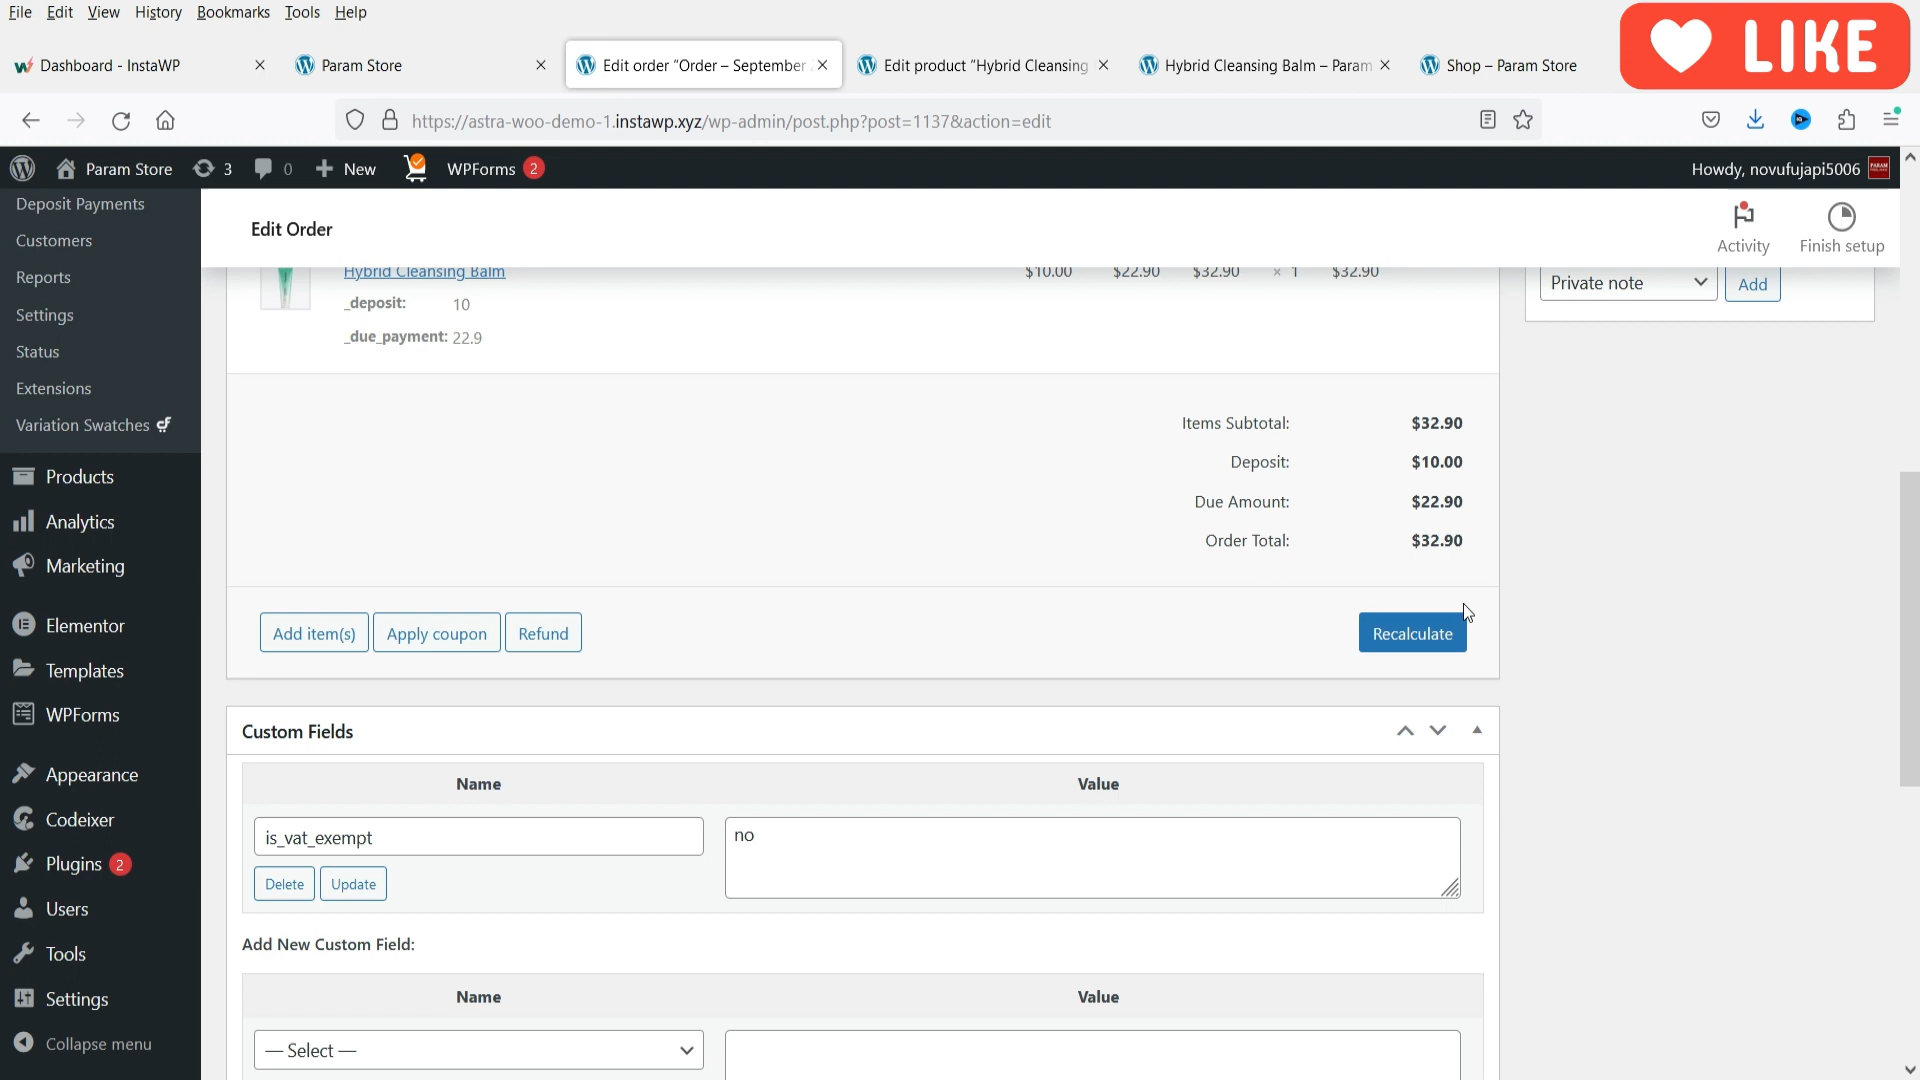 File Edit View History Bookmarks Tools Help
LIKE
Dashboard - InstaWP
Param Store
Edit order "Order – September
Edit product "Hybrid Cleansing
Hybrid Cleansing Balm – Param
Shop – Param Store
https://astra-woo-demo-1.instawp.xyz/wp-admin/post.php?post=1137&action=edit
Param Store 3 0 New WPForms 2 Howdy, novufujapi5006
Deposit Payments
Customers
Reports
Settings
Status
Extensions
Variation Swatches
Products
Analytics
Marketing
Elementor
Templates
WPForms
Appearance
Codeixer
Plugins 2
Users
Tools
Settings
Collapse menu
Edit Order
Activity
Finish setup
Hybrid Cleansing Balm $10.00 $22.90 $32.90 × 1 $32.90
_deposit: 10
_due_payment: 22.9
Private note Add
Items Subtotal: $32.90
Deposit: $10.00
Due Amount: $22.90
Order Total: $32.90
Add item(s) Apply coupon Refund Recalculate
Custom Fields
Name Value
is_vat_exempt no
Delete Update
Add New Custom Field:
Name Value
— Select —